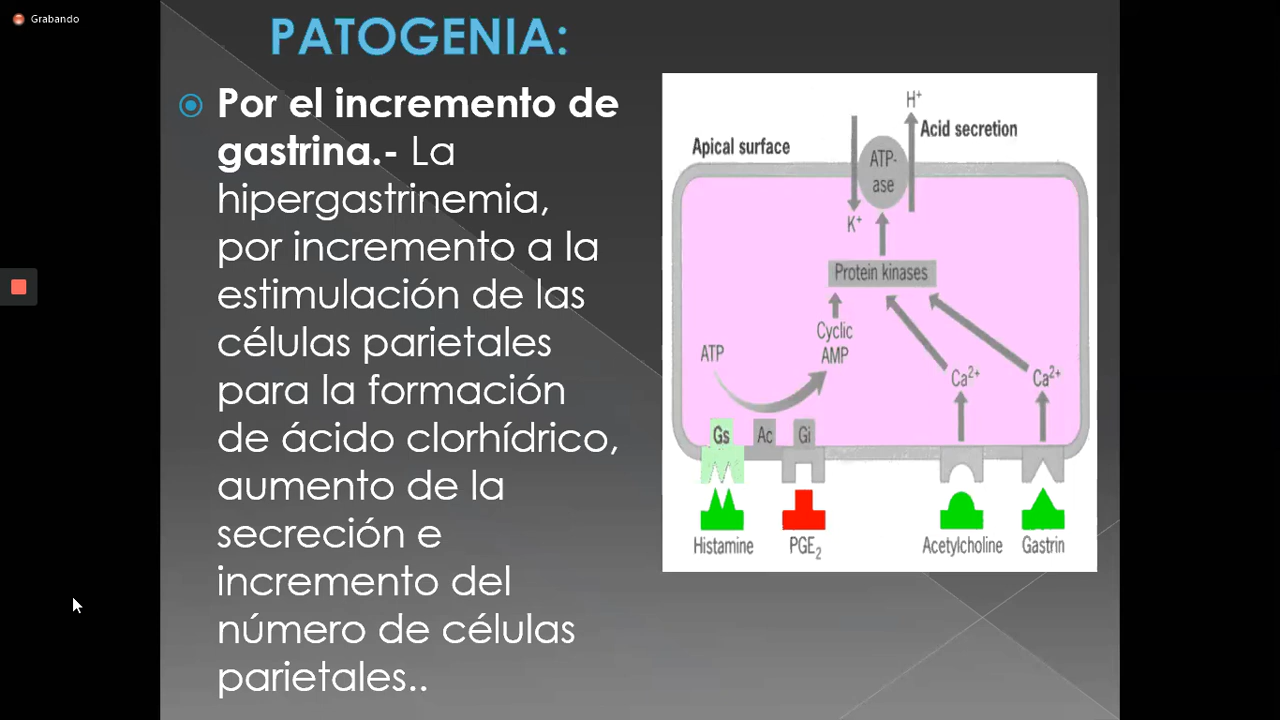 Grabando
PATOGENIA:
Por el incremento de
gastrina.- La
hipergastrinemia,
por incremento a la
estimulación de las
células parietales
para la formación
de ácido clorhídrico,
aumento de la
secreción e
incremento del
número de células
parietales..
H+
Acid secretion
Apical surface
ATP-
ase
K+
Protein kinases
Cyclic
AMP
ATP
Ca2+
Ca2+
Gs
Ac
Gi
Histamine
PGE2
Acetylcholine
Gastrin